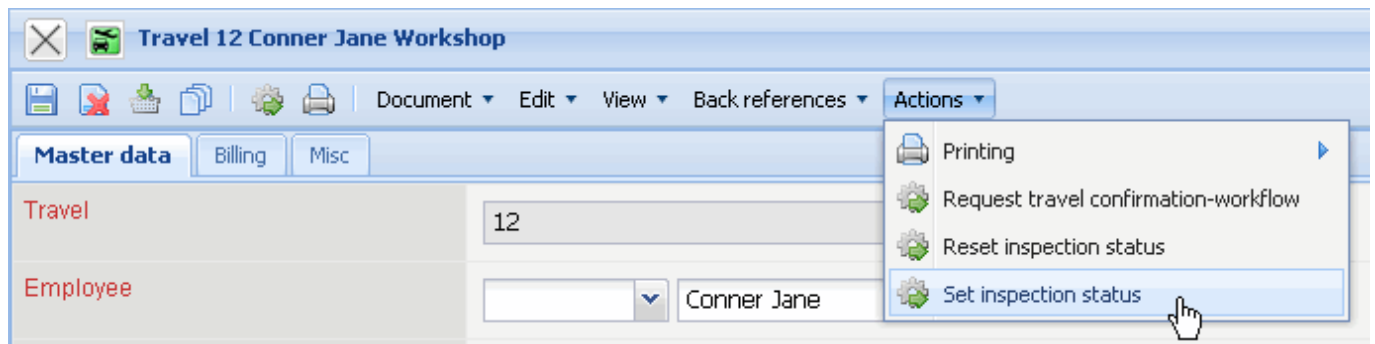 Travel 12 Conner Jane Workshop
Document Edit View Back references Actions
Master data Billing Misc
Printing
Request travel confirmation-workflow
Reset inspection status
Set inspection status
Travel 12
Employee Conner Jane